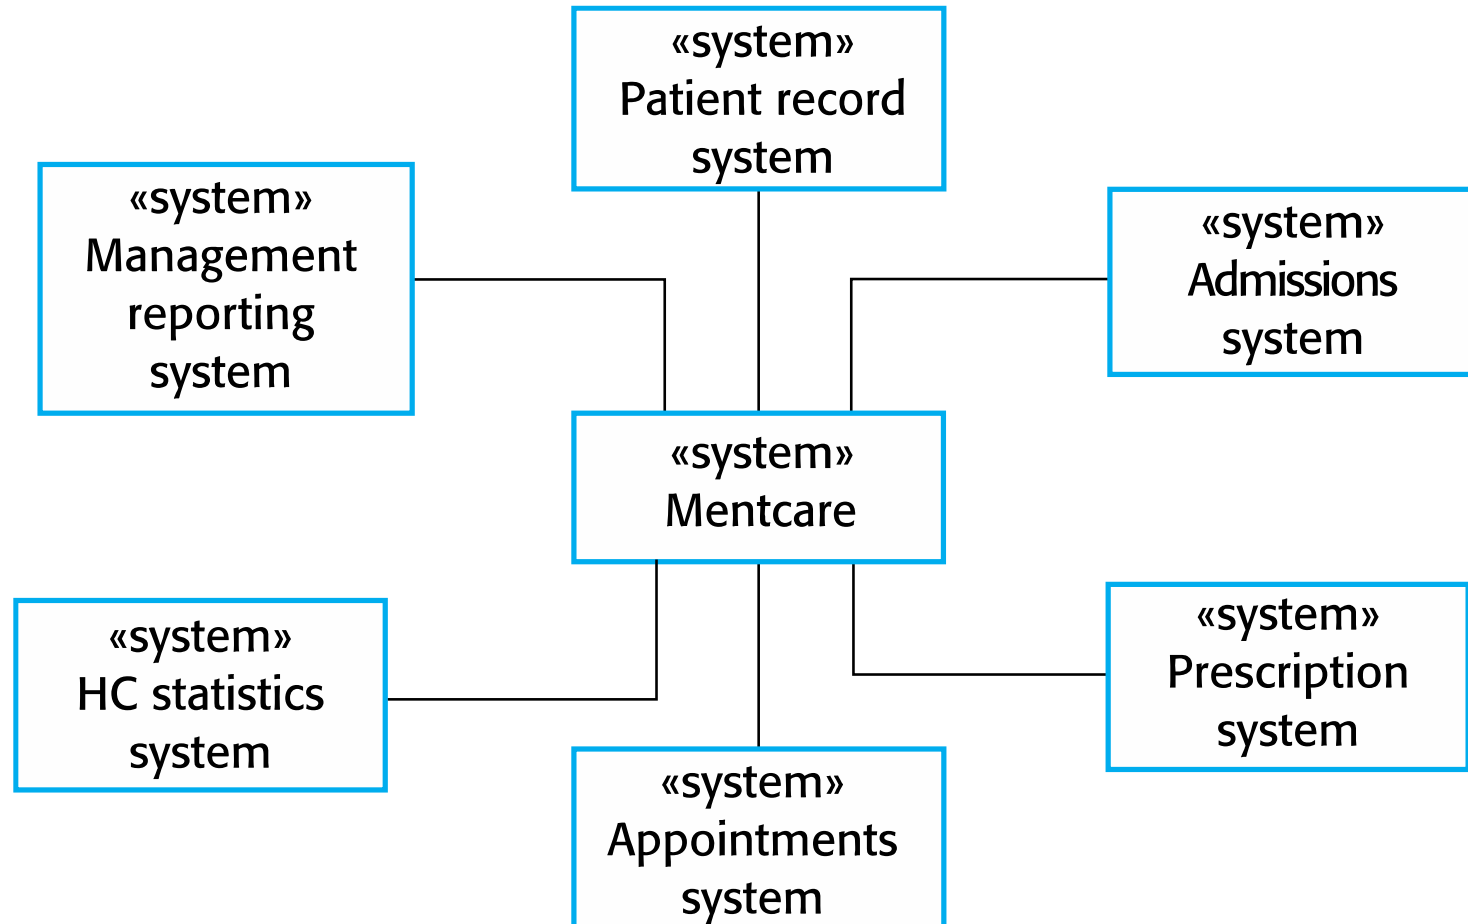 «system»
Patient record
system
«system»
Management
reporting
system
«system»
Admissions
system
«system»
Mentcare
«system»
HC statistics
system
«system»
Prescription
system
«system»
Appointments
system